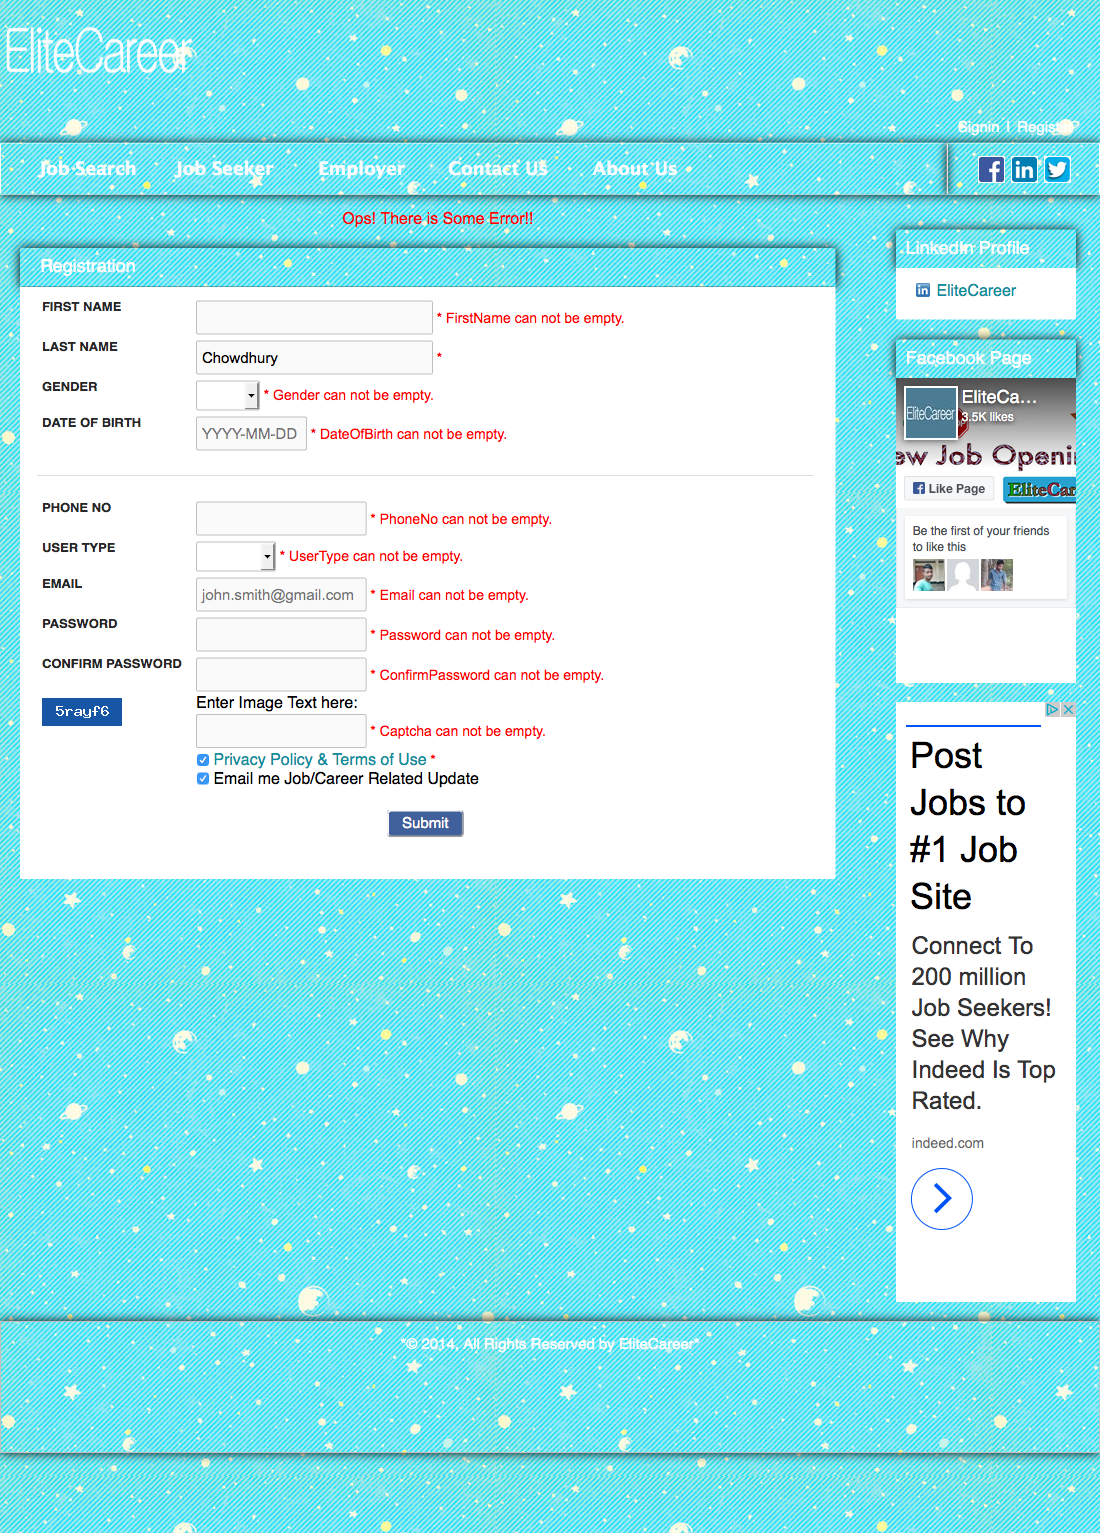 EliteCareer
Signin | Regist
Job Search Job Seeker Employer Contact US About Us
Ops! There is Some Error!!
Registration
FIRST NAME * FirstName can not be empty.
LAST NAME Chowdhury *
GENDER * Gender can not be empty.
DATE OF BIRTH YYYY-MM-DD * DateOfBirth can not be empty.
PHONE NO * PhoneNo can not be empty.
USER TYPE * UserType can not be empty.
EMAIL john.smith@gmail.com * Email can not be empty.
PASSWORD * Password can not be empty.
CONFIRM PASSWORD * ConfirmPassword can not be empty.
Enter Image Text here:
5rayf6
* Captcha can not be empty.
Privacy Policy & Terms of Use *
Email me Job/Career Related Update
Submit
LinkedIn Profile
in EliteCareer
Facebook Page
EliteCareer
EliteCa...
3.5K likes
ew Job Openi
Like Page
EliteCar
Be the first of your friends
to like this
Post
Jobs to
#1 Job
Site
Connect To
200 million
Job Seekers!
See Why
Indeed Is Top
Rated.
indeed.com
*© 2014, All Rights Reserved by EliteCareer*